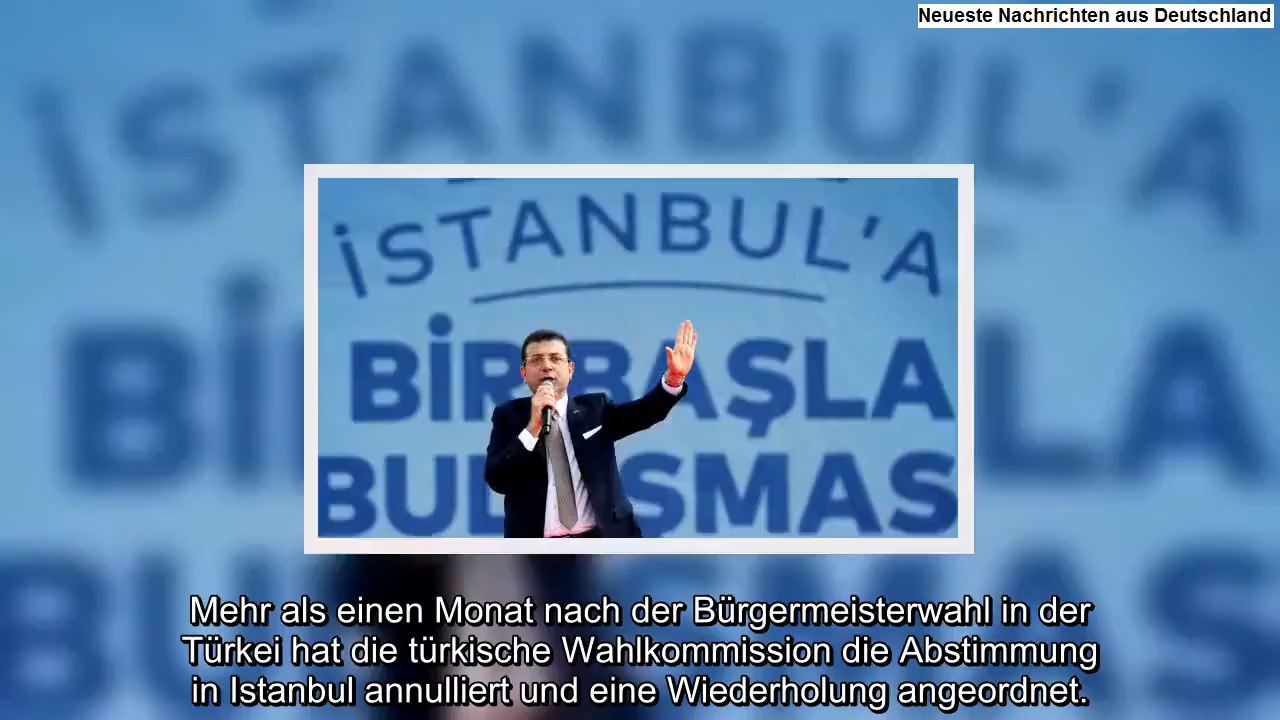 Neueste Nachrichten aus Deutschland
İSTANBUL'A
BİR BAŞLA
BULUŞMAS
Mehr als einen Monat nach der Bürgermeisterwahl in der
Türkei hat die türkische Wahlkommission die Abstimmung
in Istanbul annulliert und eine Wiederholung angeordnet.